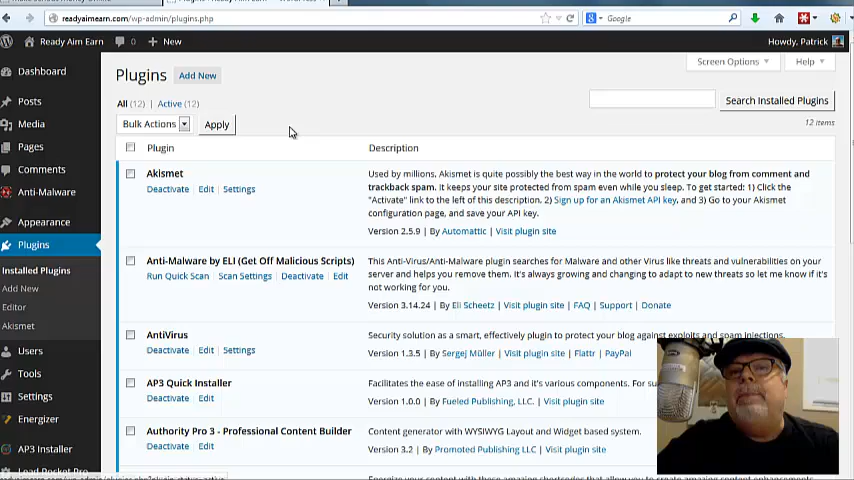 readyaimearn.com/wp-admin/plugins.php
Google
Ready Aim Earn 0 New
Howdy, Patrick
Dashboard
Posts
Media
Pages
Comments
Anti-Malware
Appearance
Plugins
Installed Plugins
Add New
Editor
Akismet
Users
Tools
Settings
Energizer
AP3 Installer
Screen Options Help
Plugins Add New
All (12) | Active (12)
Search Installed Plugins
Bulk Actions Apply
12 items
Plugin Description
Akismet
Deactivate Edit Settings
Used by millions, Akismet is quite possibly the best way in the world to protect your blog from comment and
trackback spam. It keeps your site protected from spam even while you sleep. To get started: 1) Click the
"Activate" link to the left of this description, 2) Sign up for an Akismet API key, and 3) Go to your Akismet
configuration page, and save your API key.
Version 2.5.9 | By Automattic | Visit plugin site
Anti-Malware by ELI (Get Off Malicious Scripts)
Run Quick Scan | Scan Settings | Deactivate | Edit
This Anti-Virus/Anti-Malware plugin searches for Malware and other Virus like threats and vulnerabilities on your
server and helps you remove them. It's always growing and changing to adapt to new threats so let me know if it's
not working for you.
Version 3.14.24 | By Eli Scheetz | Visit plugin site | FAQ | Support | Donate
AntiVirus
Deactivate | Edit | Settings
Security solution as a smart, effectively plugin to protect your blog against exploits and spam injections.
Version 1.3.5 | By Sergej Müller | Visit plugin site | Flattr | PayPal
AP3 Quick Installer
Deactivate Edit
Facilitates the ease of installing AP3 and it's various components. For
Version 1.0.0 | By Fueled Publishing, LLC. | Visit plugin site
Authority Pro 3 - Professional Content Builder
Deactivate Edit
Content generator with WYSIWYG Layout and Widget based system.
Version 3.2 | By Promoted Publishing LLC | Visit plugin site